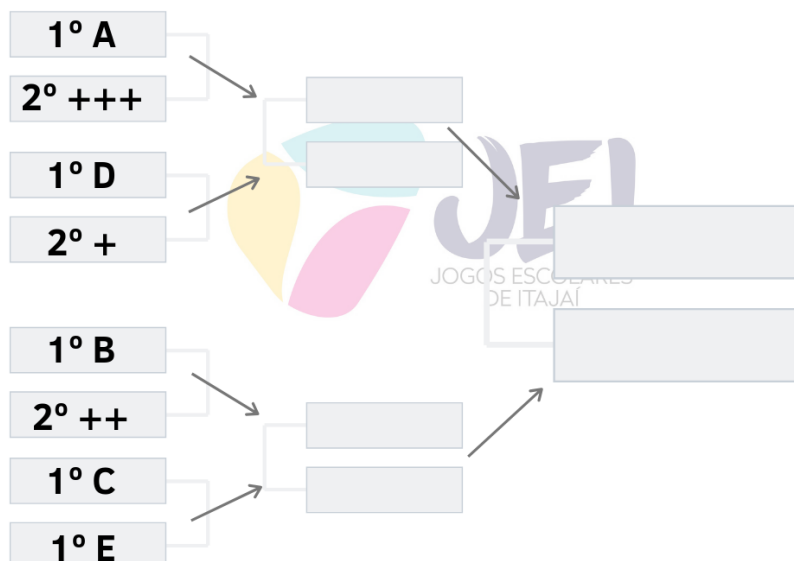 1º A
2º +++
1º D
2º +
JEI
JOGOS ESCOLARES
DE ITAJAÍ
1º B
2º ++
1º C
1º E